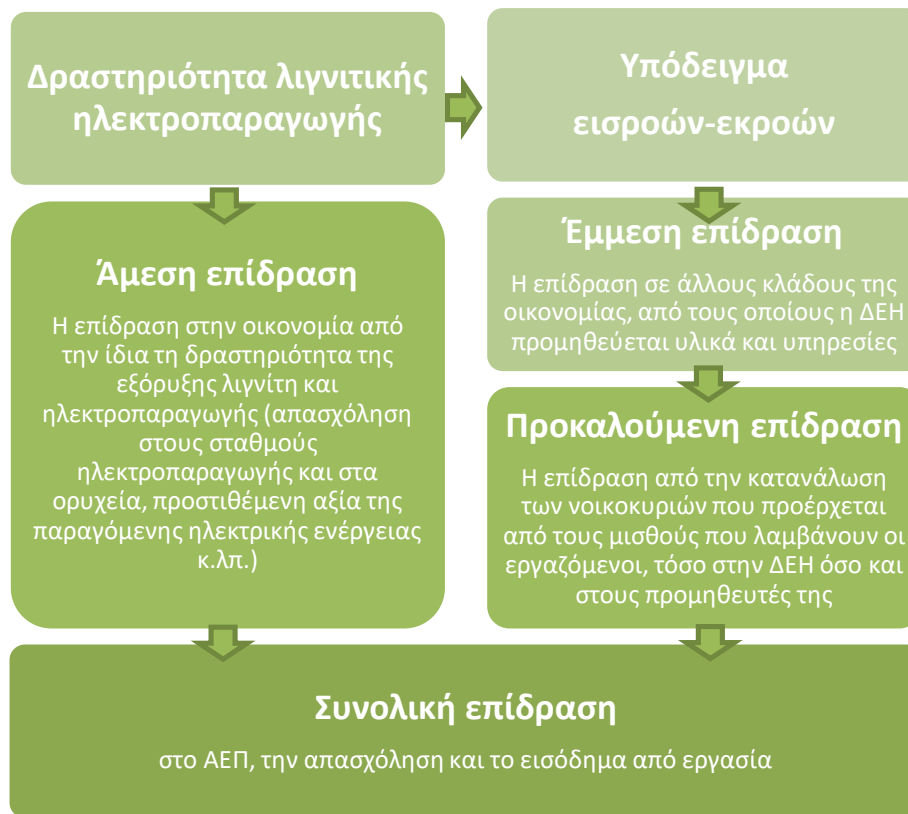 Δραστηριότητα λιγνιτικής
ηλεκτροπαραγωγής
Υπόδειγμα
εισροών-εκροών
Άμεση επίδραση
Η επίδραση στην οικονομία από
την ίδια τη δραστηριότητα της
εξόρυξης λιγνίτη και
ηλεκτροπαραγωγής (απασχόληση
στους σταθμούς
ηλεκτροπαραγωγής και στα
ορυχεία, προστιθέμενη αξία της
παραγόμενης ηλεκτρικής ενέργειας
κ.λπ.)
Έμμεση επίδραση
Η επίδραση σε άλλους κλάδους της
οικονομίας, από τους οποίους η ΔΕΗ
προμηθεύεται υλικά και υπηρεσίες
Προκαλούμενη επίδραση
Η επίδραση από την κατανάλωση
των νοικοκυριών που προέρχεται
από τους μισθούς που λαμβάνουν οι
εργαζόμενοι, τόσο στην ΔΕΗ όσο και
στους προμηθευτές της
Συνολική επίδραση
στο ΑΕΠ, την απασχόληση και το εισόδημα από εργασία